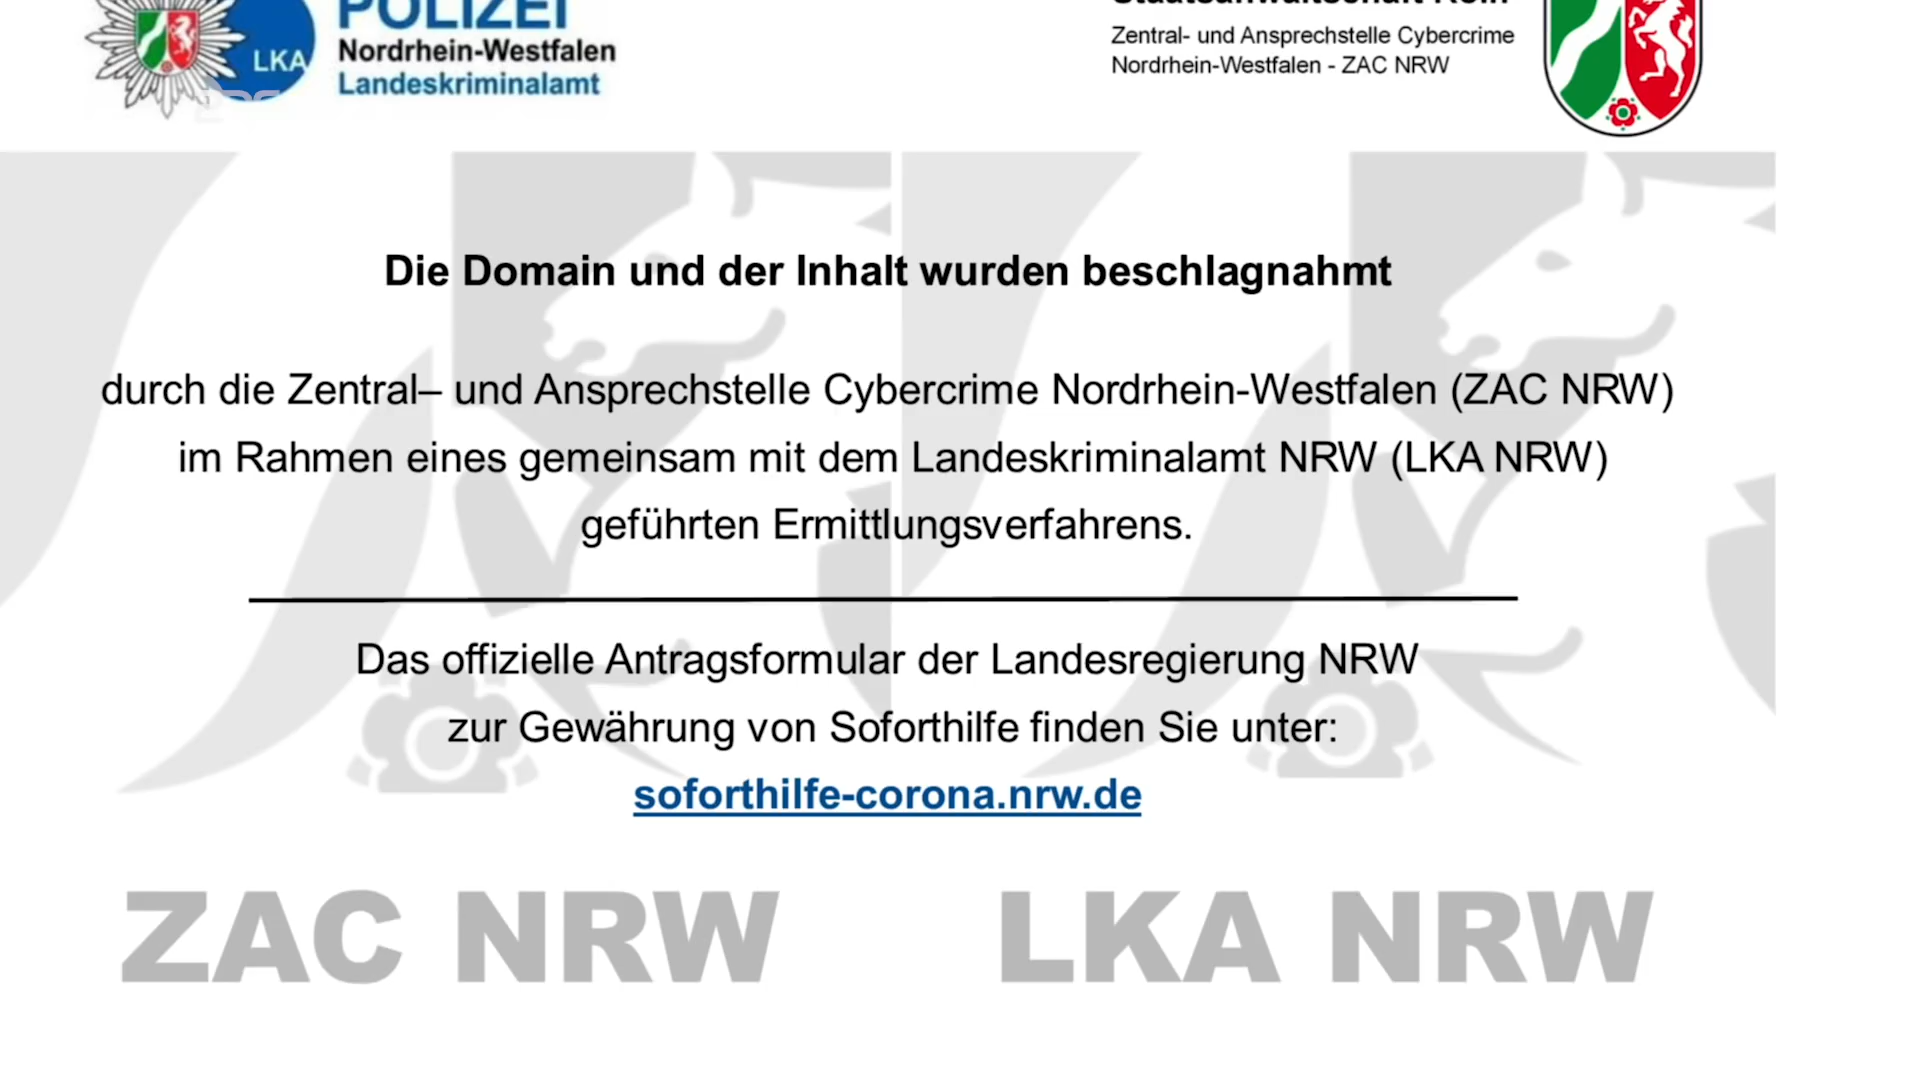 POLIZEI
Nordrhein-Westfalen
Landeskriminalamt
LKA
Staatsanwaltschaft Köln
Zentral- und Ansprechstelle Cybercrime
Nordrhein-Westfalen - ZAC NRW
Die Domain und der Inhalt wurden beschlagnahmt
durch die Zentral– und Ansprechstelle Cybercrime Nordrhein-Westfalen (ZAC NRW)
im Rahmen eines gemeinsam mit dem Landeskriminalamt NRW (LKA NRW)
geführten Ermittlungsverfahrens.
Das offizielle Antragsformular der Landesregierung NRW
zur Gewährung von Soforthilfe finden Sie unter:
soforthilfe-corona.nrw.de
ZAC NRW
LKA NRW